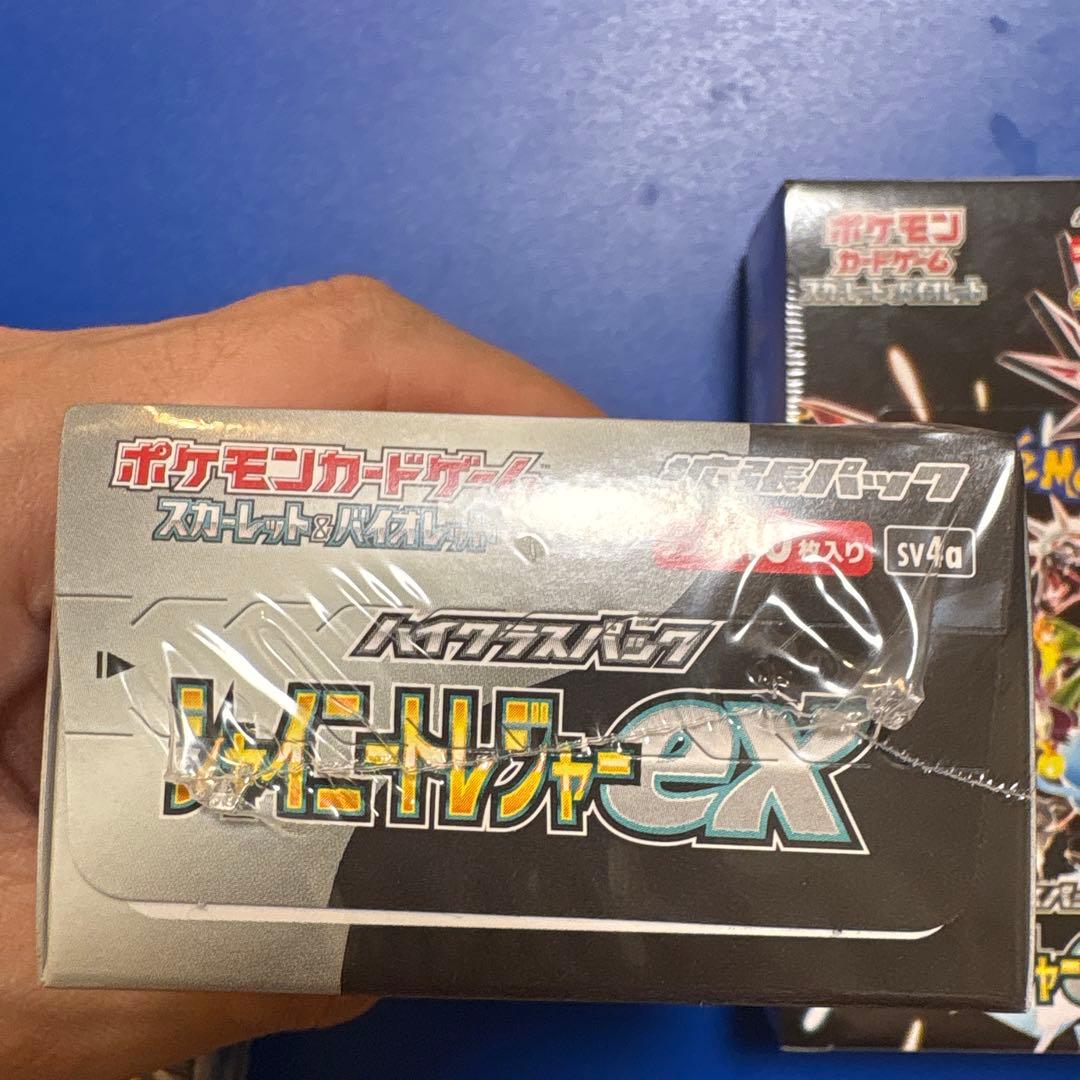 ポケモンカードゲーム™
スカーレット&バイオレット
拡張パック
枚入り
sv4a
ハイクラスパック
シャイニートレジャーex
ポケモン
カードゲーム
スカーレット&バイオレット